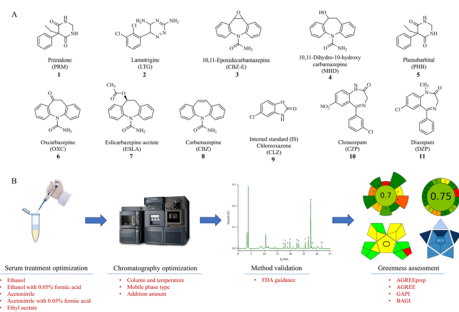 A
Primidone
(PRM)
1
Lamotrigine
(LTG)
2
10,11-Epoxidecarbamazepine
(CBZ-E)
3
10,11-Dihydro-10-hydroxy
carbamazepine
(MHD)
4
Phenobarbital
(PHB)
5
Oxcarbazepine
(OXC)
6
Eslicarbazepine acetate
(ESLA)
7
Carbamazepine
(CBZ)
8
Internal standard (IS)
Chlorzoxazone
(CLZ)
9
Clonazepam
(CZP)
10
Diazepam
(DZP)
11
B
0.7
0.75
Serum treatment optimization
Chromatography optimization
Method validation
Greenness assessment
• Ethanol
• Ethanol with 0.05% formic acid
• Acetonitrile
• Acetonitrile with 0.05% formic acid
• Ethyl acetate
• Column and temperature
• Mobile phase type
• Addition amount
• FDA guidance
• AGREEprep
• AGREE
• GAPI
• BAGI